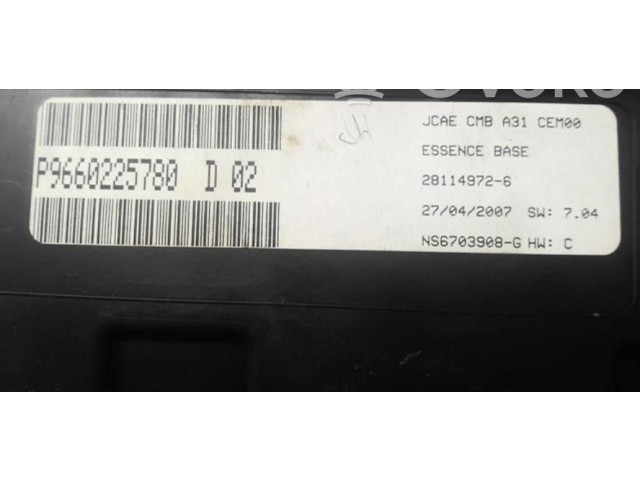 P9660225780 D 02
JCAE CMB A31 CEM00
ESSENCE BASE
28114972-6
27/04/2007 SW: 7.04
NS6703908-G HW: C